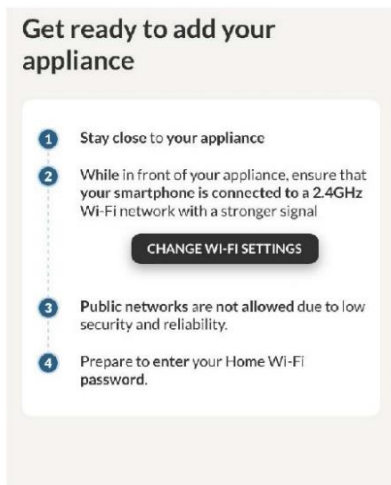 Get ready to add your
appliance
1 Stay close to your appliance
2 While in front of your appliance, ensure that
your smartphone is connected to a 2.4GHz
Wi-Fi network with a stronger signal
CHANGE WI-FI SETTINGS
3 Public networks are not allowed due to low
security and reliability.
4 Prepare to enter your Home Wi-Fi
password.